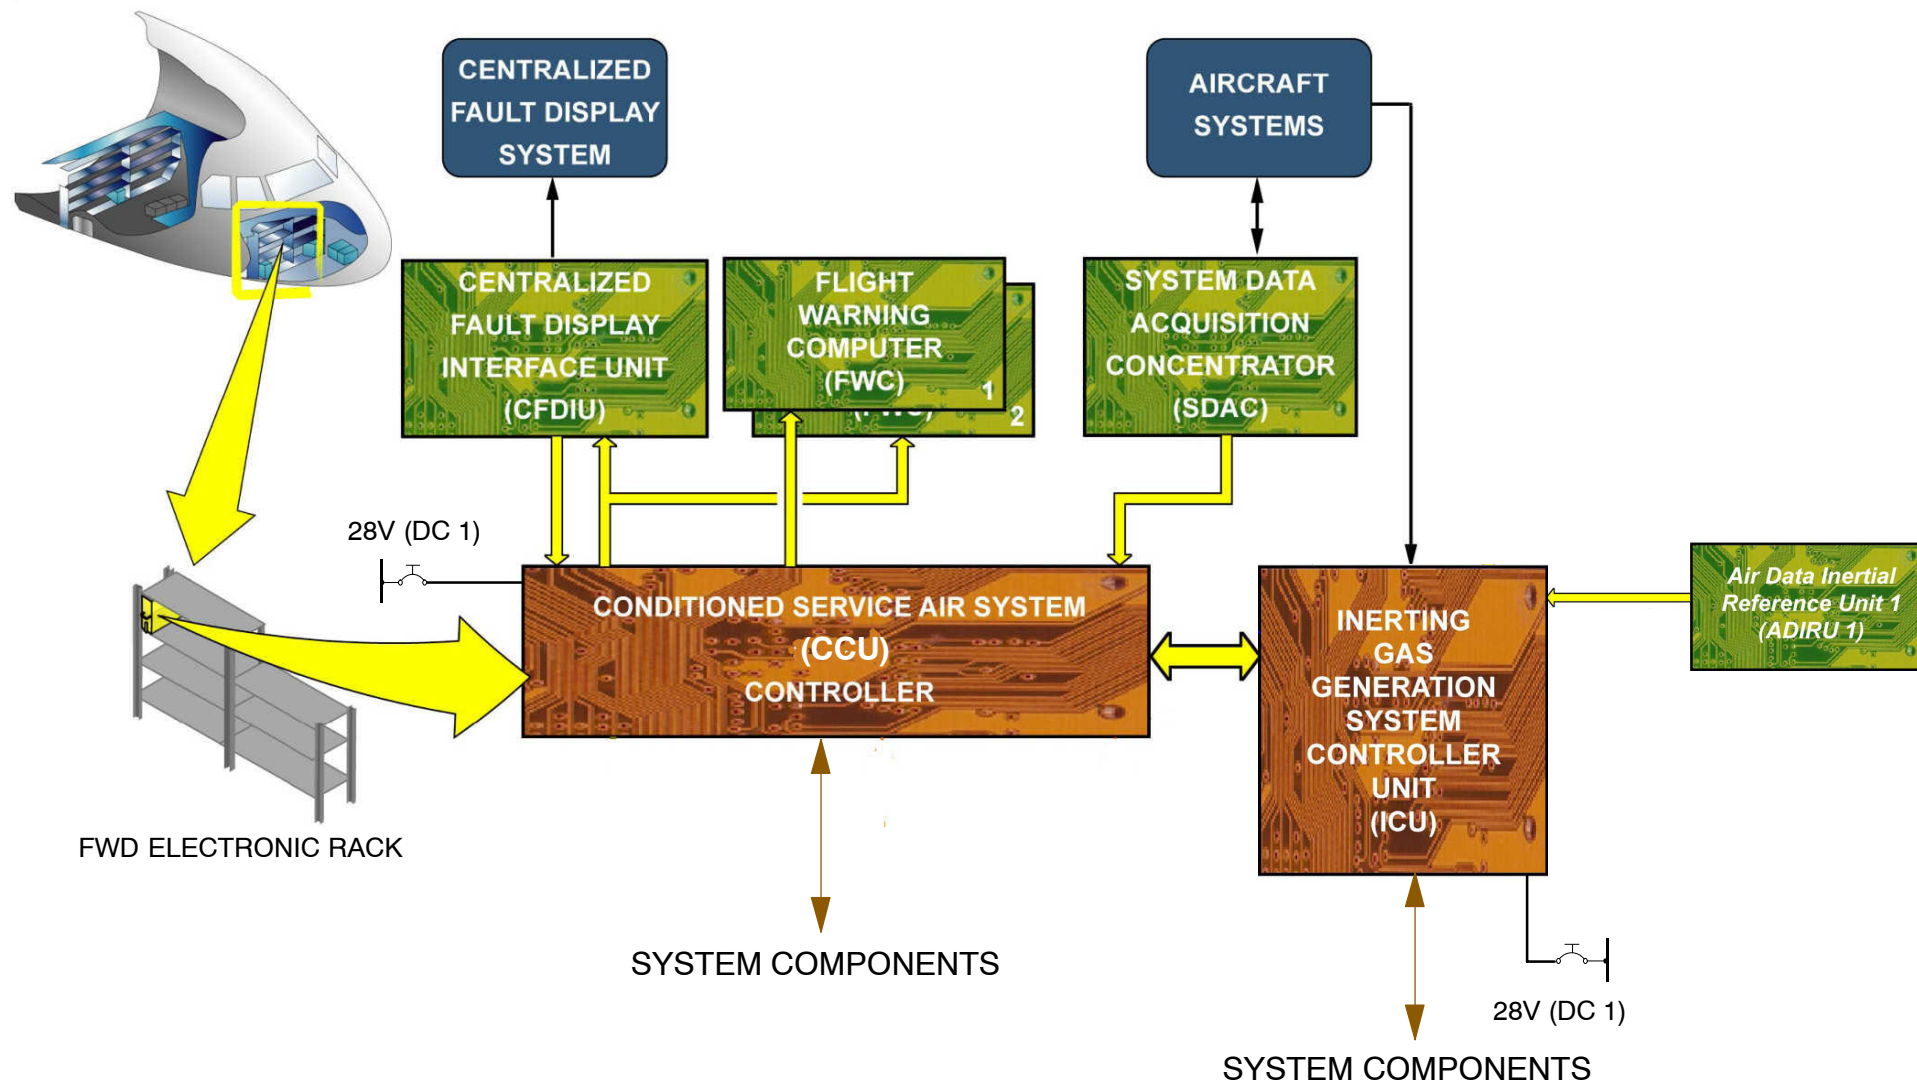 CENTRALIZED
FAULT DISPLAY
SYSTEM
AIRCRAFT
SYSTEMS
CENTRALIZED
FAULT DISPLAY
INTERFACE UNIT
(CFDIU)
FLIGHT
WARNING
COMPUTER
(FWC)
1
(FWC)
2
SYSTEM DATA
ACQUISITION
CONCENTRATOR
(SDAC)
28V (DC 1)
CONDITIONED SERVICE AIR SYSTEM
(CCU)
CONTROLLER
INERTING
GAS
GENERATION
SYSTEM
CONTROLLER
UNIT
(ICU)
Air Data Inertial
Reference Unit 1
(ADIRU 1)
FWD ELECTRONIC RACK
SYSTEM COMPONENTS
28V (DC 1)
SYSTEM COMPONENTS